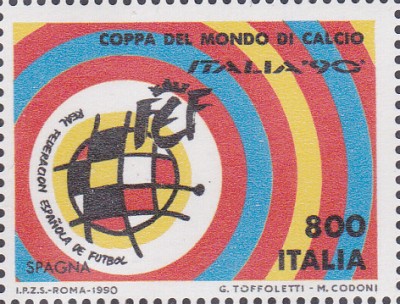 COPPA DEL MONDO DI CALCIO
ITALIA '90
REAL FEDERACION ESPAÑOLA DE FUTBOL
SPAGNA
800
ITALIA
I.P.Z.S.-ROMA-1990
G. TOFFOLETTI - M. CODONI